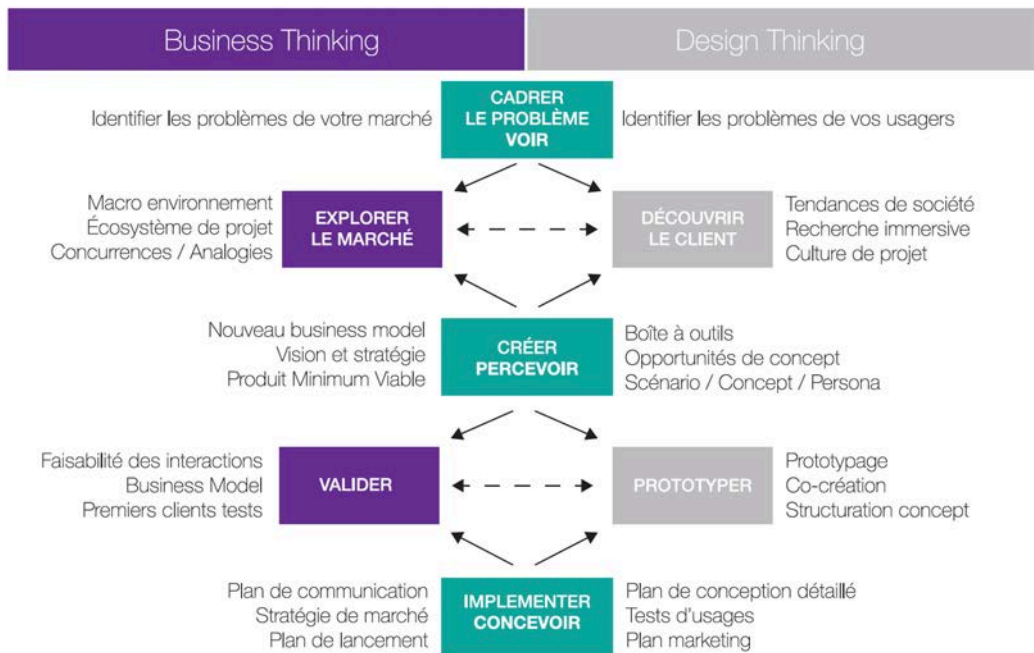 Business Thinking
Design Thinking
Identifier les problèmes de votre marché
CADRER
LE PROBLÈME
VOIR
Identifier les problèmes de vos usagers
Macro environnement
Écosystème de projet
Concurrences / Analogies
EXPLORER
LE MARCHÉ
DÉCOUVRIR
LE CLIENT
Tendances de société
Recherche immersive
Culture de projet
Nouveau business model
Vision et stratégie
Produit Minimum Viable
CRÉER
PERCEVOIR
Boîte à outils
Opportunités de concept
Scénario / Concept / Persona
Faisabilité des interactions
Business Model
Premiers clients tests
VALIDER
PROTOTYPER
Prototypage
Co-création
Structuration concept
Plan de communication
Stratégie de marché
Plan de lancement
IMPLEMENTER
CONCEVOIR
Plan de conception détaillé
Tests d'usages
Plan marketing